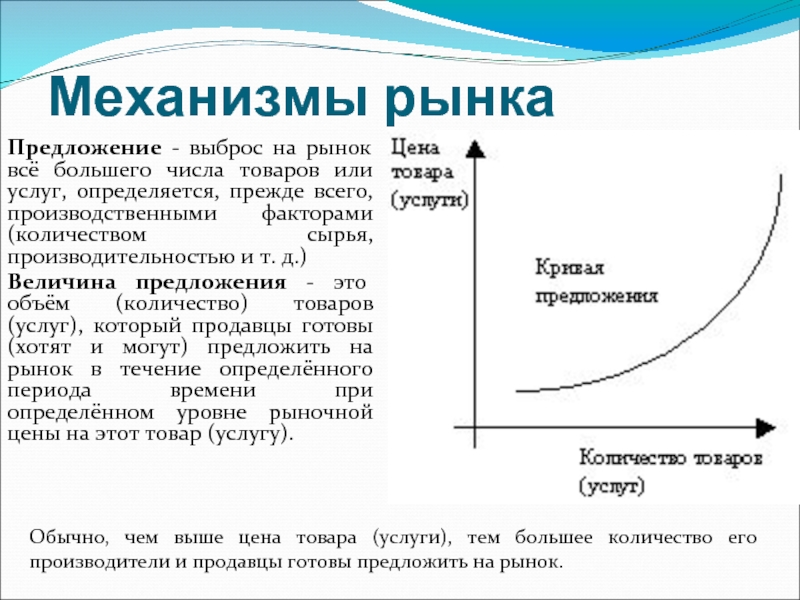 Механизмы рынка
Предложение - выброс на рынок
всё большего числа товаров или
услуг, определяется, прежде всего,
производственными факторами
(количеством сырья,
производительностью и т. д.)
Величина предложения - это
объём (количество) товаров
(услуг), который продавцы готовы
(хотят и могут) предложить на
рынок в течение определённого
периода времени при
определённом уровне рыночной
цены на этот товар (услугу).
Цена
товара
(услуги)
Кривая
предложения
Количество товаров
(услуг)
Обычно, чем выше цена товара (услуги), тем большее количество его
производители и продавцы готовы предложить на рынок.